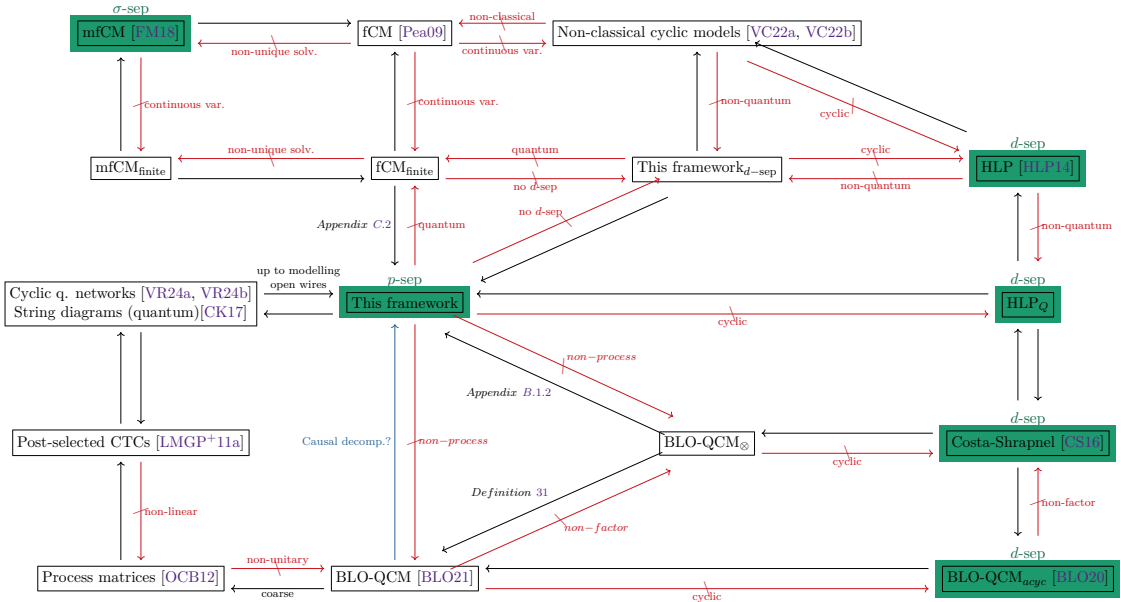 σ-sep
mfCM [FM18]
fCM [Pea09]
Non-classical cyclic models [VC22a, VC22b]
non-classical
non-unique solv.
continuous var.
continuous var.
continuous var.
non-quantum
cyclic
non-unique solv.
quantum
cyclic
d-sep
mfCM_finite
fCM_finite
This framework_{d−sep}
HLP [HLP14]
no d-sep
non-quantum
no d-sep
Appendix C.2
quantum
non-quantum
up to modelling
open wires
p-sep
d-sep
Cyclic q. networks [VR24a, VR24b]
String diagrams (quantum)[CK17]
This framework
HLP_Q
cyclic
non−process
Appendix B.1.2
d-sep
Post-selected CTCs [LMGP⁺11a]
Causal decomp.?
non−process
BLO-QCM_⊗
Costa-Shrapnel [CS16]
cyclic
Definition 31
non-linear
non−factor
non-factor
d-sep
non-unitary
Process matrices [OCB12]
BLO-QCM [BLO21]
BLO-QCM_{acyc} [BLO20]
coarse
cyclic